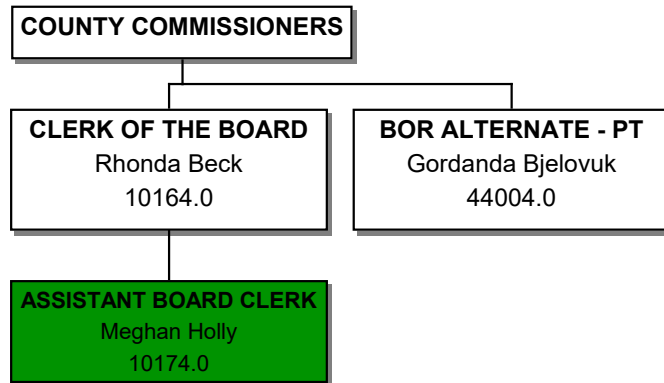 COUNTY COMMISSIONERS
CLERK OF THE BOARD
Rhonda Beck
10164.0
BOR ALTERNATE - PT
Gordanda Bjelovuk
44004.0
ASSISTANT BOARD CLERK
Meghan Holly
10174.0